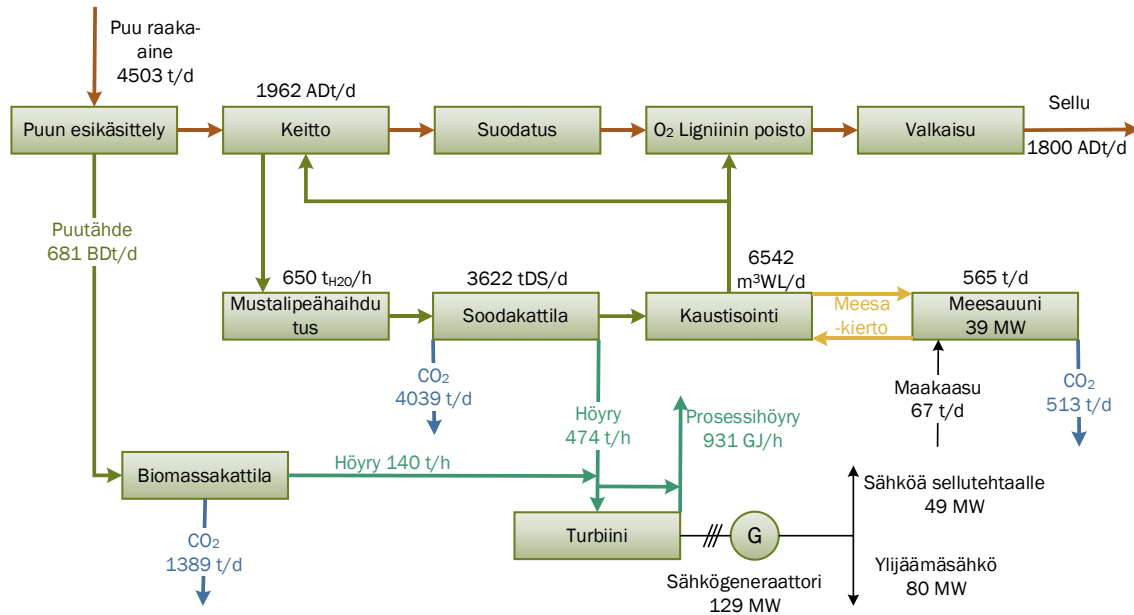 Puu raaka-
aine
4503 t/d
1962 ADt/d
Puun esikäsittely
Keitto
Suodatus
O₂ Ligniinin poisto
Valkaisu
Sellu
1800 ADt/d
Puutähde
681 BDt/d
650 tH20/h
3622 tDS/d
6542
m³WL/d
565 t/d
Mustalipeähaihdu
tus
Soodakattila
Kaustisointi
Meesa
-kierto
Meesauuni
39 MW
CO₂
4039 t/d
Höyry
474 t/h
Prosessihöyry
931 GJ/h
Maakaasu
67 t/d
CO₂
513 t/d
Biomassakattila
Höyry 140 t/h
Sähköä sellutehtaalle
49 MW
CO₂
1389 t/d
Turbiini
G
Sähkögeneraattori
129 MW
Ylijäämäsähkö
80 MW